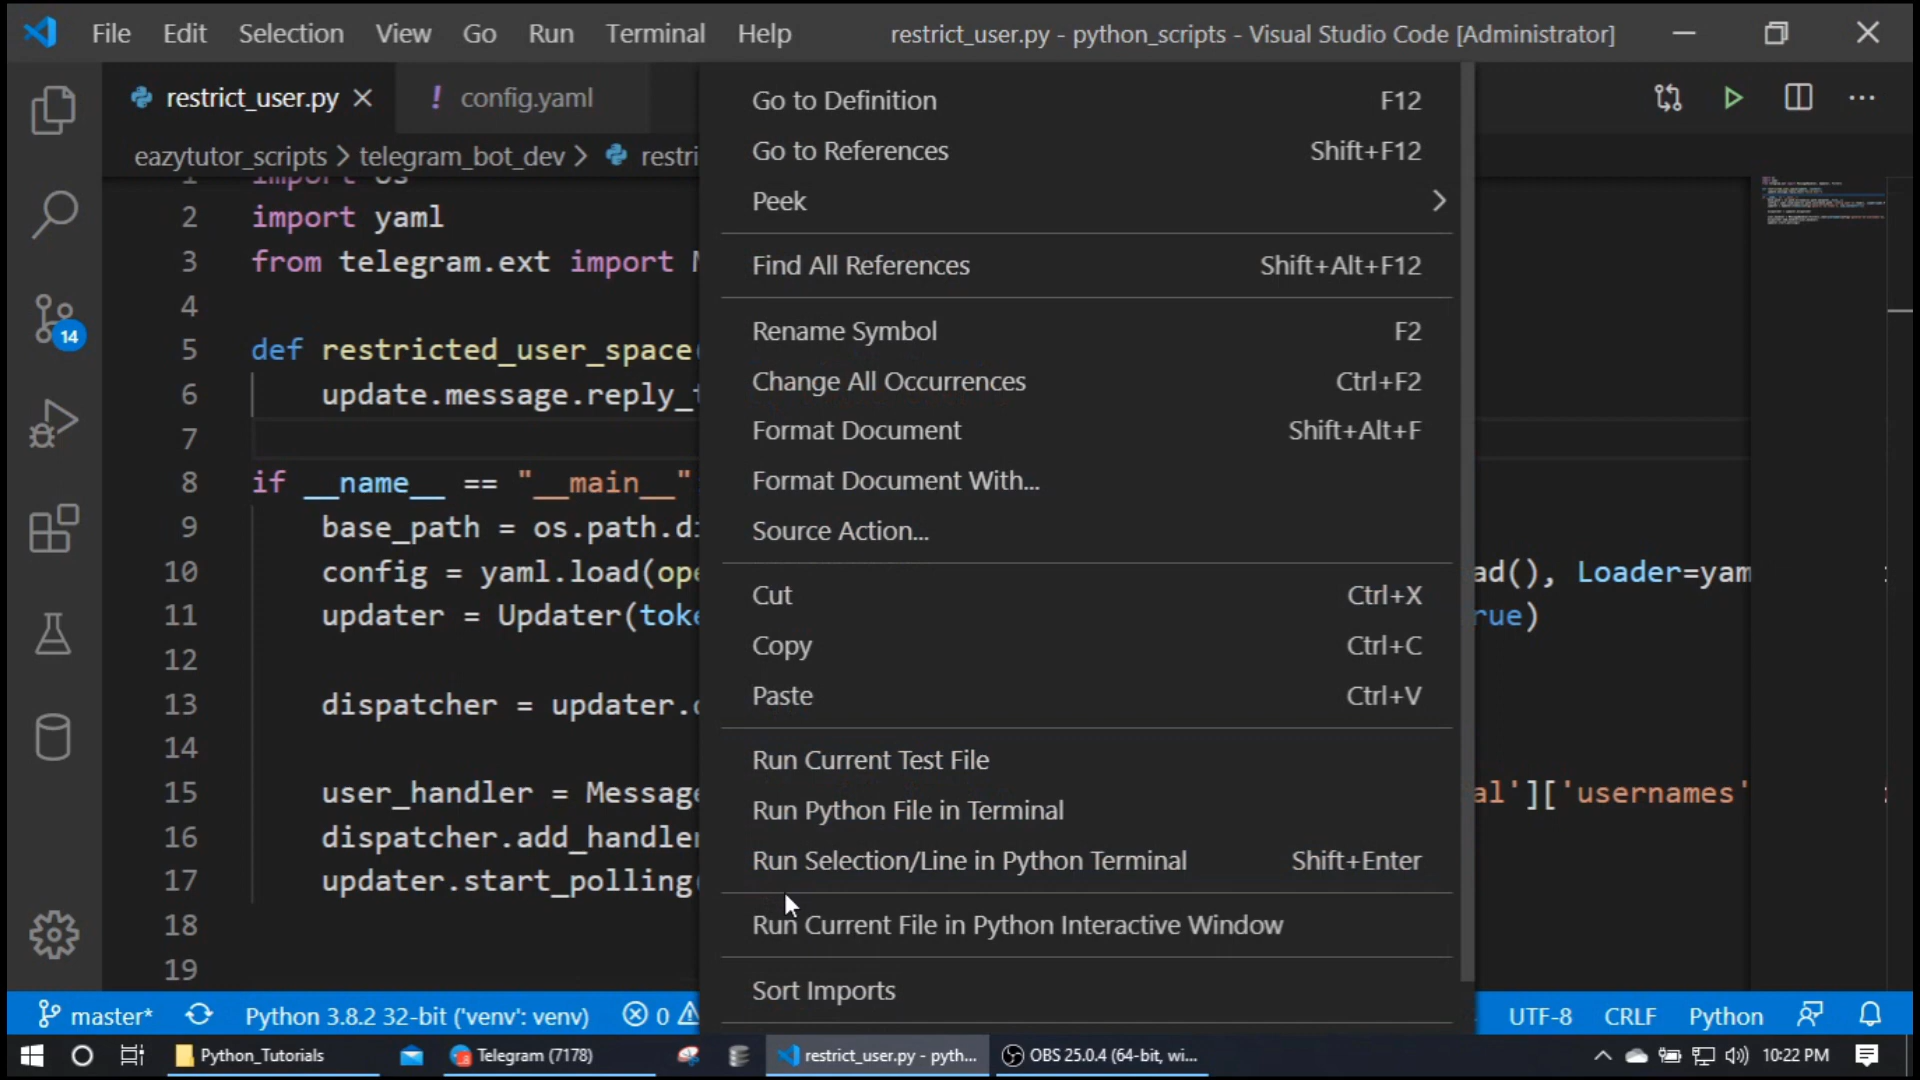 File Edit Selection View Go Run Terminal Help restrict_user.py - python_scripts - Visual Studio Code [Administrator]
restrict_user.py config.yaml
eazytutor_scripts > telegram_bot_dev > restri
1 import os
2 import yaml
3 from telegram.ext import M
4
5 def restricted_user_space(
6 update.message.reply_t
7
8 if __name__ == "__main__"
9 base_path = os.path.di
10 config = yaml.load(ope ad(), Loader=yam
11 updater = Updater(toke rue)
12
13 dispatcher = updater.d
14
15 user_handler = Message al']['usernames'
16 dispatcher.add_handler
17 updater.start_polling(
18
19
Go to Definition F12
Go to References Shift+F12
Peek
Find All References Shift+Alt+F12
Rename Symbol F2
Change All Occurrences Ctrl+F2
Format Document Shift+Alt+F
Format Document With...
Source Action...
Cut Ctrl+X
Copy Ctrl+C
Paste Ctrl+V
Run Current Test File
Run Python File in Terminal
Run Selection/Line in Python Terminal Shift+Enter
Run Current File in Python Interactive Window
Sort Imports
14
master* Python 3.8.2 32-bit ('venv': venv) 0 UTF-8 CRLF Python
Python_Tutorials Telegram (7178) restrict_user.py - pyth... OBS 25.0.4 (64-bit, wi... 10:22 PM